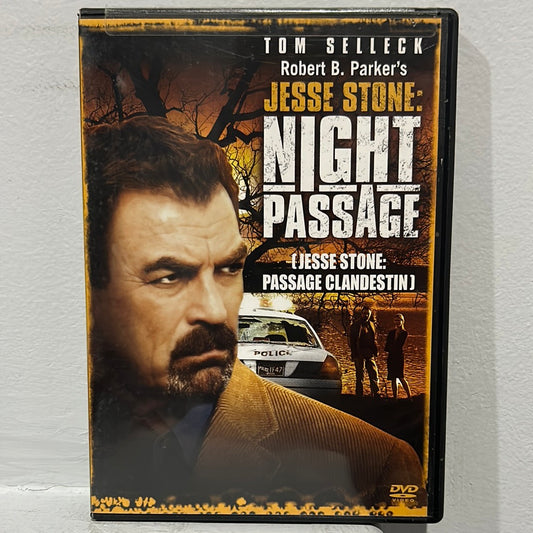 TOM SELLECK
Robert B. Parker's
JESSE STONE:
NIGHT
PASSAGE
(JESSE STONE:
PASSAGE CLANDESTIN)
POLICE
DVD
VIDEO